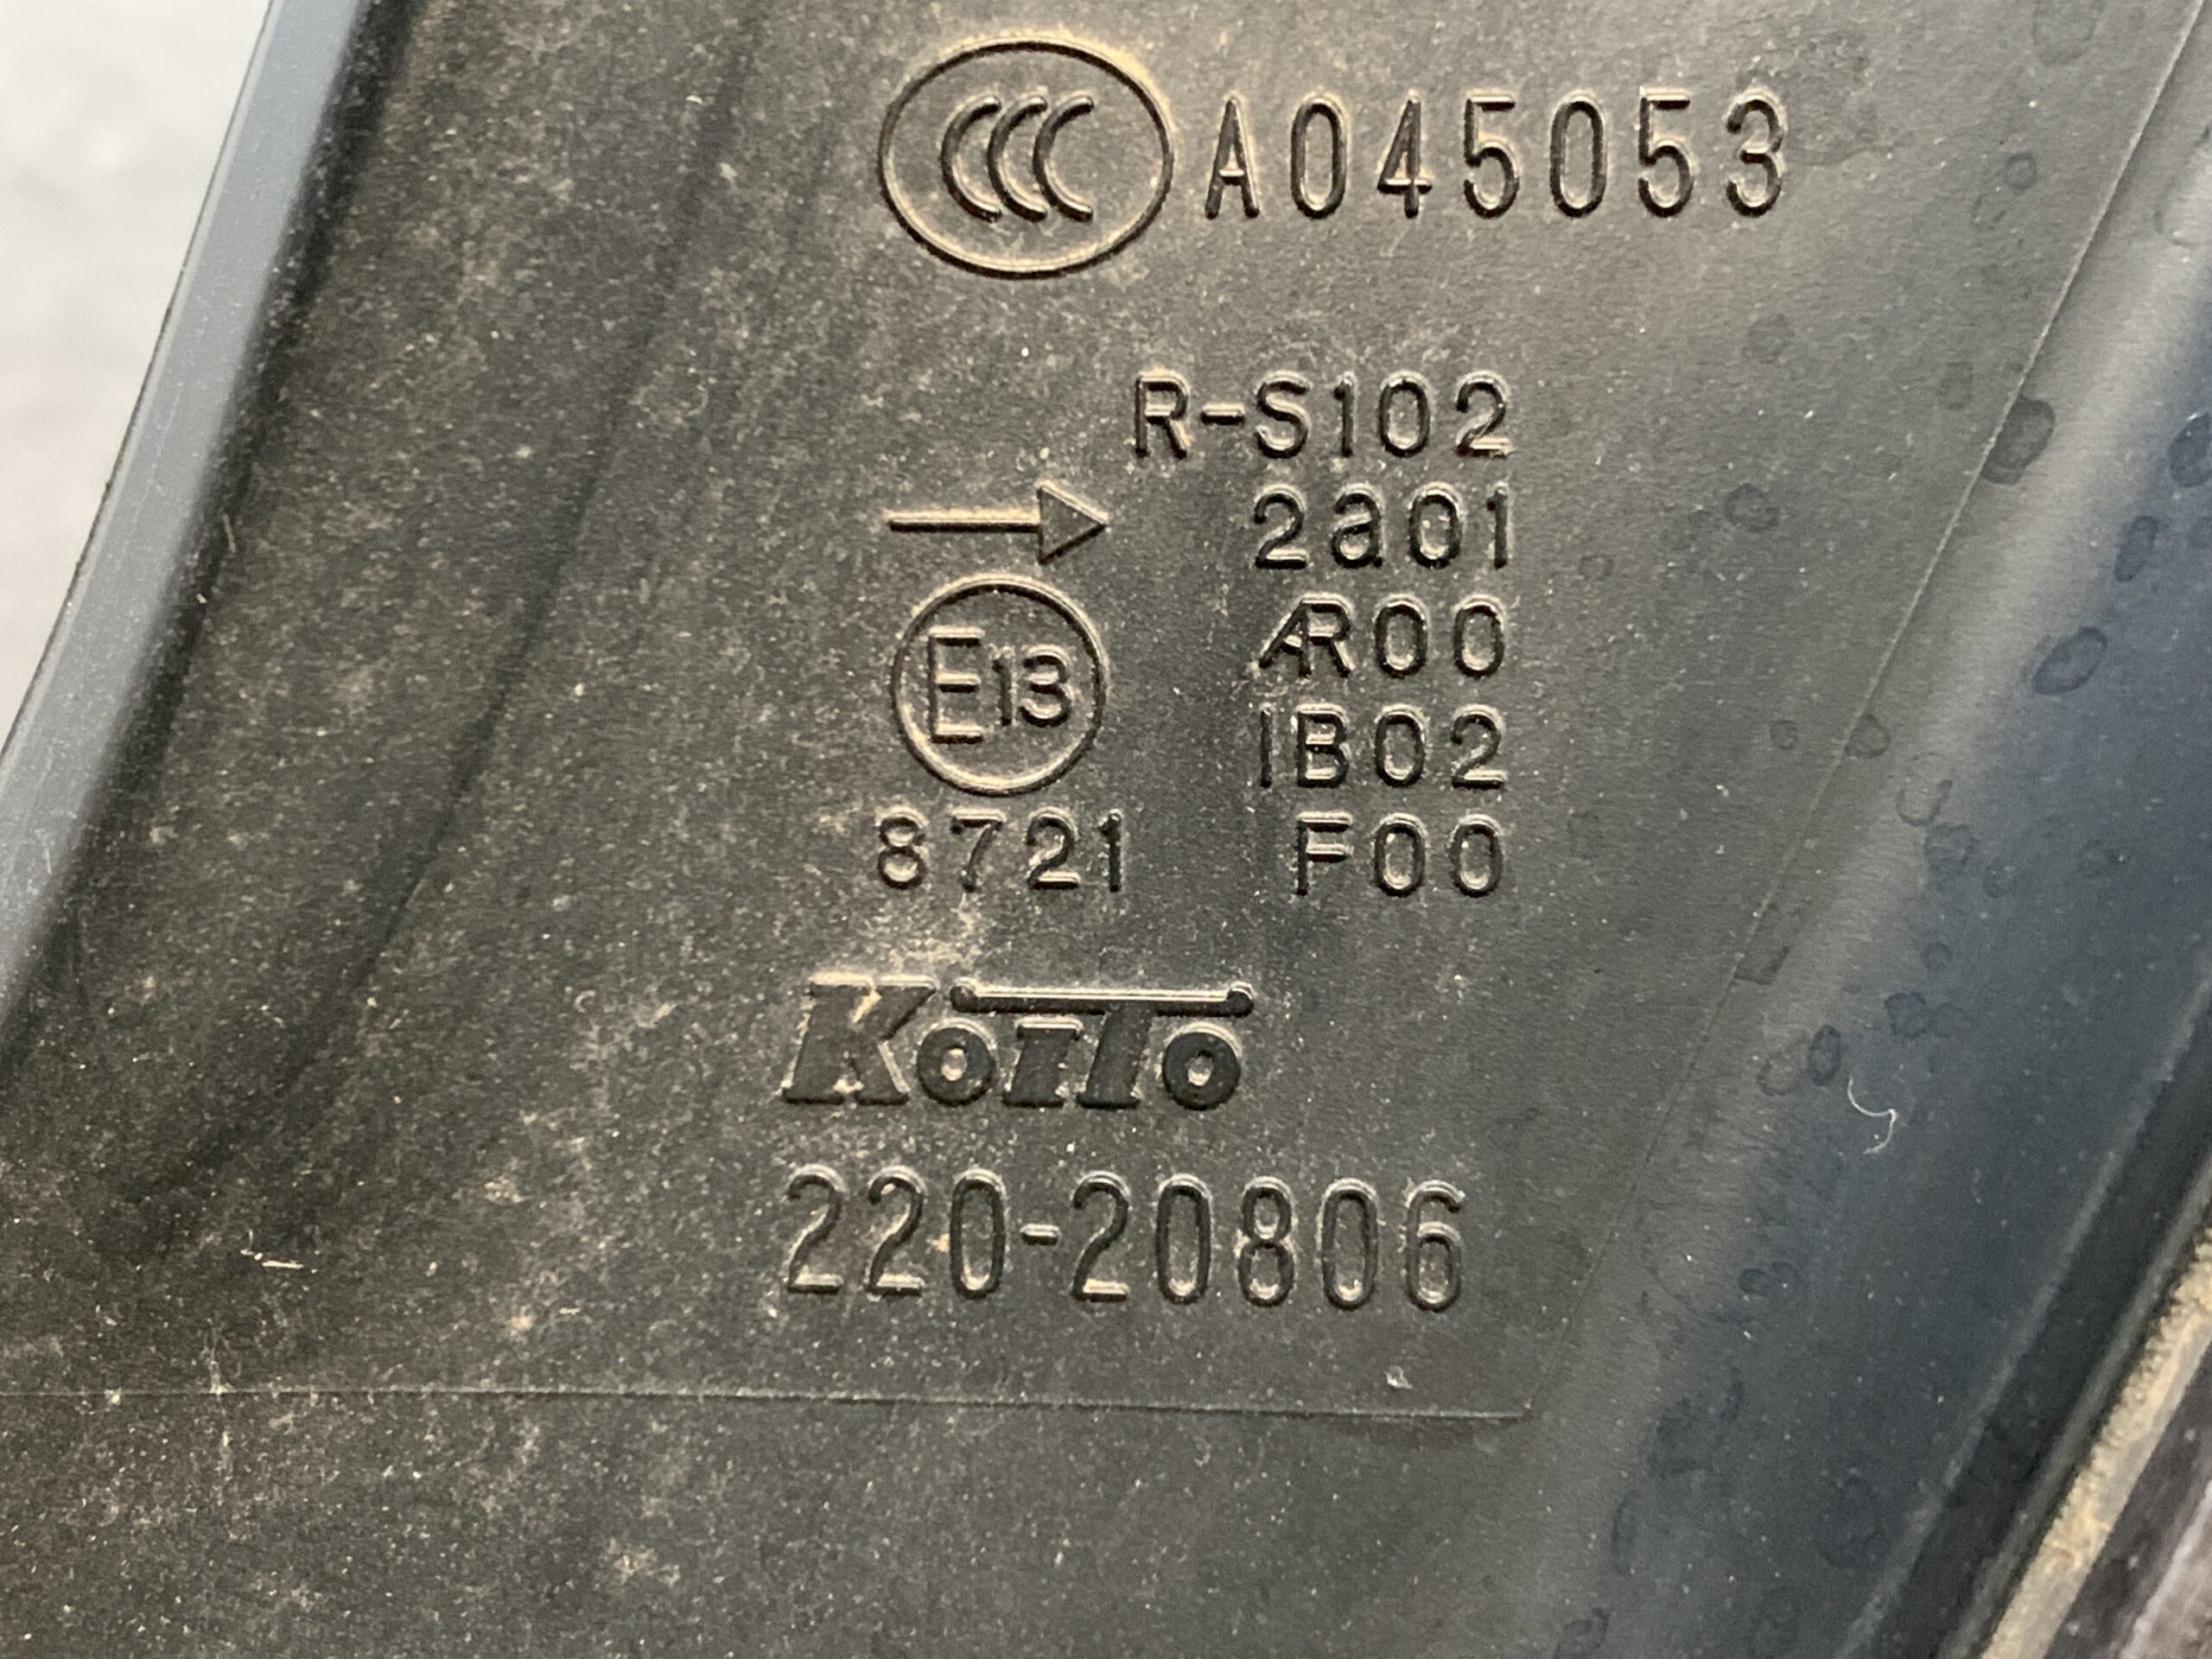 CCC A045053
R-S102
→ 2a01
E13 AR00
IB02
8721 F00
KOITO
220-20806